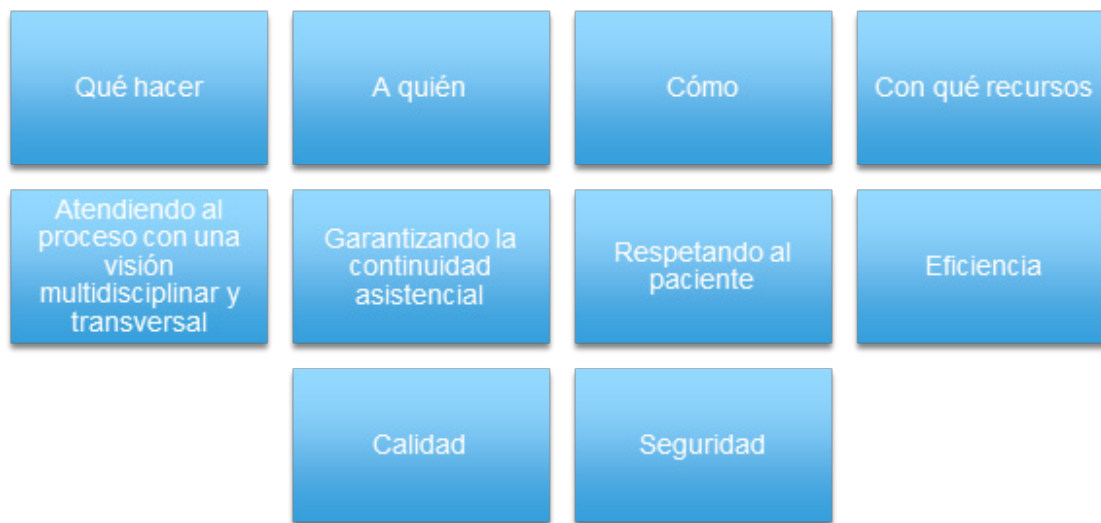 Qué hacer
A quién
Cómo
Con qué recursos
Atendiendo al
proceso con una
visión
multidisciplinar y
transversal
Garantizando la
continuidad
asistencial
Respetando al
paciente
Eficiencia
Calidad
Seguridad